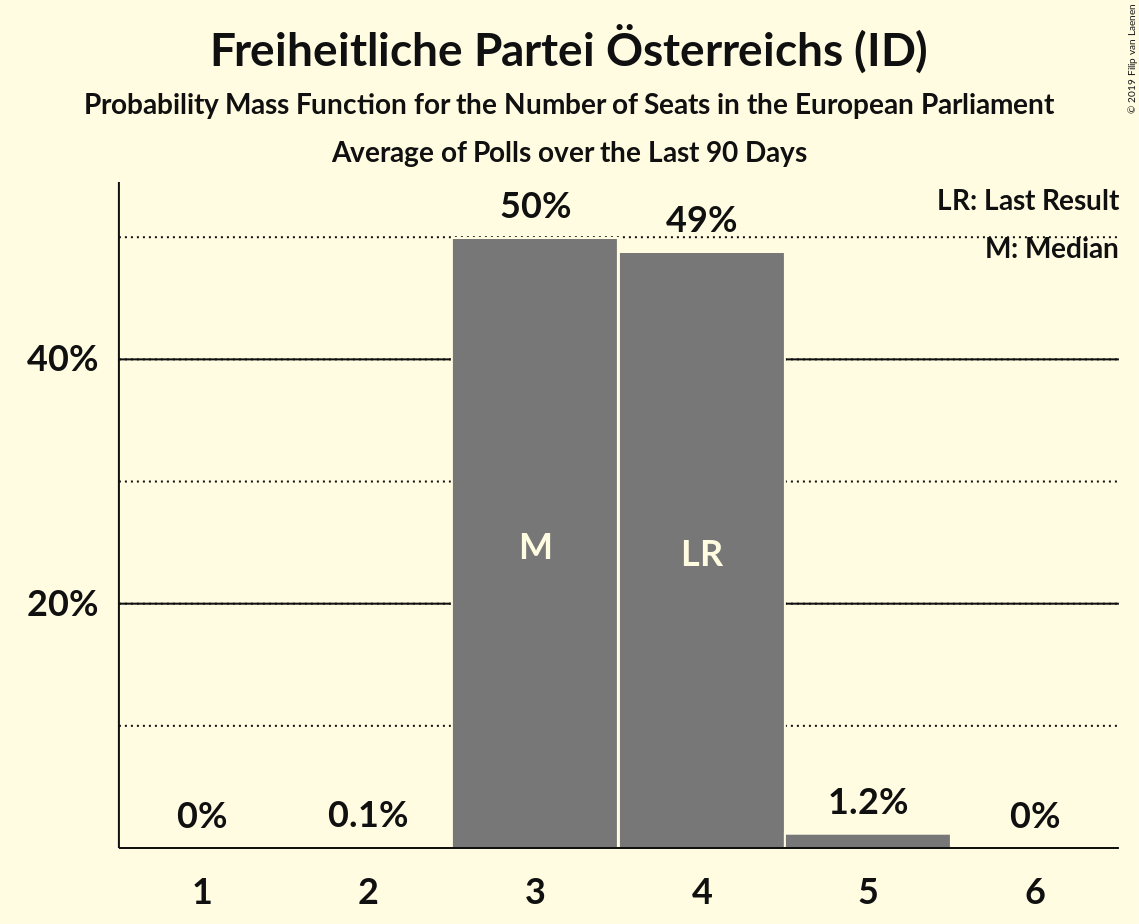 Freiheitliche Partei Österreichs (ID)
Probability Mass Function for the Number of Seats in the European Parliament
Average of Polls over the Last 90 Days
© 2019 Filip van Laenen
LR: Last Result
M: Median
50%
49%
40%
20%
M
LR
0%
0.1%
1.2%
0%
1
2
3
4
5
6